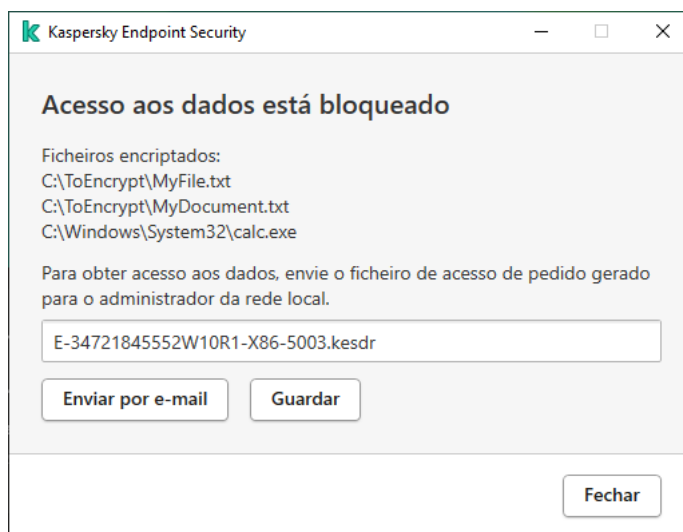 Kaspersky Endpoint Security
Acesso aos dados está bloqueado
Ficheiros encriptados:
C:\ToEncrypt\MyFile.txt
C:\ToEncrypt\MyDocument.txt
C:\Windows\System32\calc.exe
Para obter acesso aos dados, envie o ficheiro de acesso de pedido gerado
para o administrador da rede local.
E-34721845552W10R1-X86-5003.kesdr
Enviar por e-mail
Guardar
Fechar